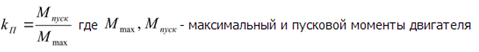 k_П = M_пуск / M_max где M_max, M_пуск - максимальный и пусковой моменты двигателя